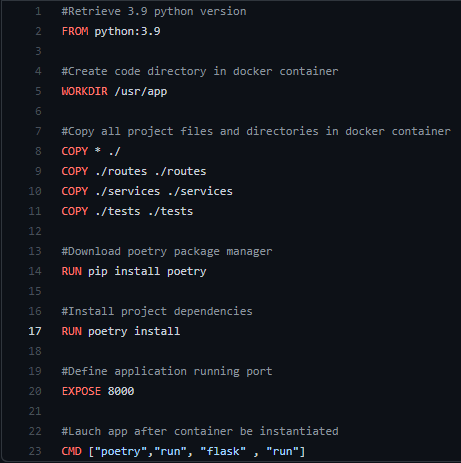 1 #Retrieve 3.9 python version
2 FROM python:3.9
3
4 #Create code directory in docker container
5 WORKDIR /usr/app
6
7 #Copy all project files and directories in docker container
8 COPY * ./
9 COPY ./routes ./routes
10 COPY ./services ./services
11 COPY ./tests ./tests
12
13 #Download poetry package manager
14 RUN pip install poetry
15
16 #Install project dependencies
17 RUN poetry install
18
19 #Define application running port
20 EXPOSE 8000
21
22 #Lauch app after container be instantiated
23 CMD ["poetry","run", "flask" , "run"]